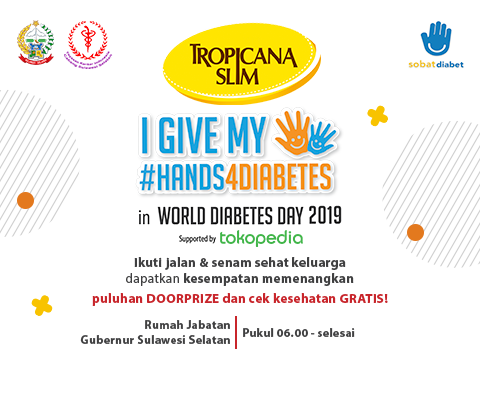 TROPICANA
SLIM
sobatdiabet
I GIVE MY
#HANDS4DIABETES
in WORLD DIABETES DAY 2019
Supported by tokopedia
Ikuti jalan & senam sehat keluarga
dapatkan kesempatan memenangkan
puluhan DOORPRIZE dan cek kesehatan GRATIS!
Rumah Jabatan
Gubernur Sulawesi Selatan
Pukul 06.00 - selesai